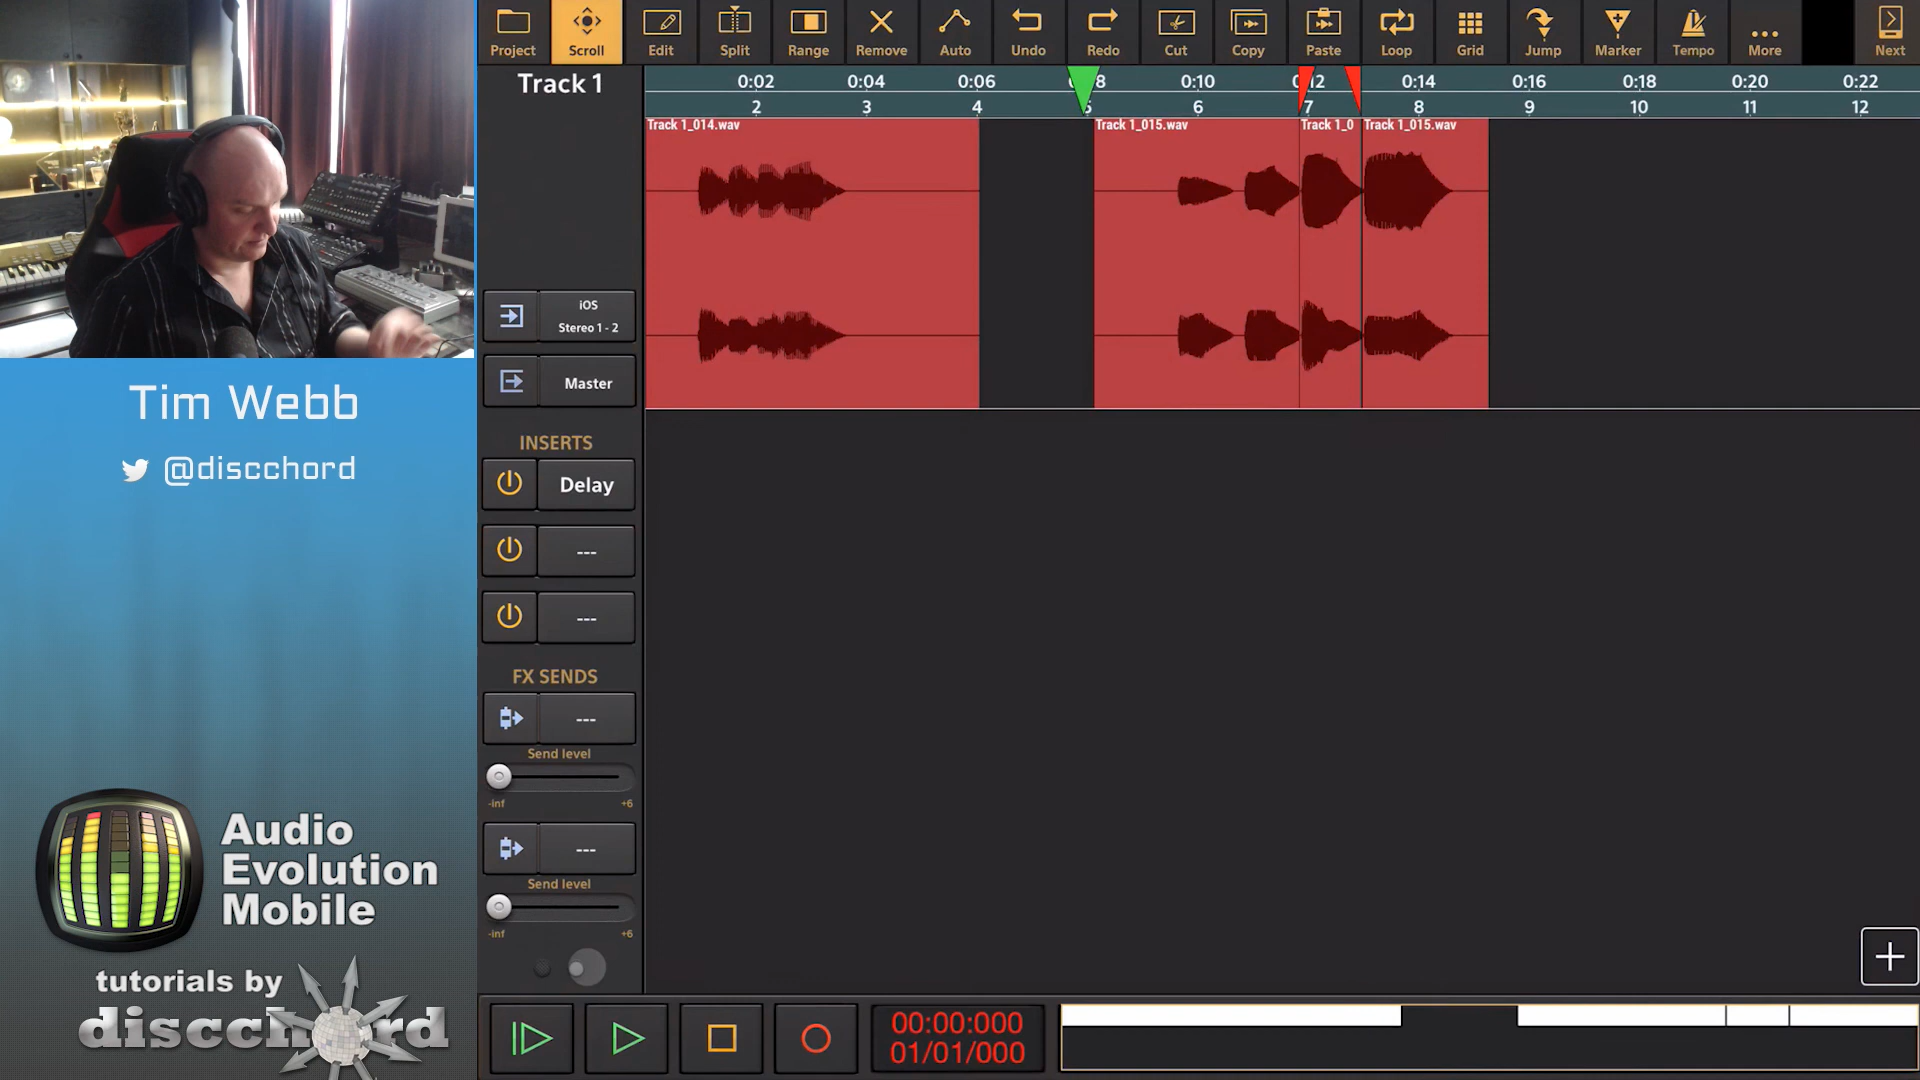 Project Scroll Edit Split Range Remove Auto Undo Redo Cut Copy Paste Loop Grid Jump Marker Tempo More Next
Track 1
0:02 0:04 0:06 0:10 0:14 0:16 0:18 0:20 0:22
2 3 4 6 7 8 9 10 11 12
Track 1_014.wav Track 1_015.wav Track 1_0 Track 1_015.wav
iOS
Stereo 1 - 2
Master
INSERTS
Delay
---
---
FX SENDS
---
Send level
-inf +6
---
Send level
-inf +6
00:00:000
01/01/000
Tim Webb
@discchord
Audio
Evolution
Mobile
tutorials by
discchord